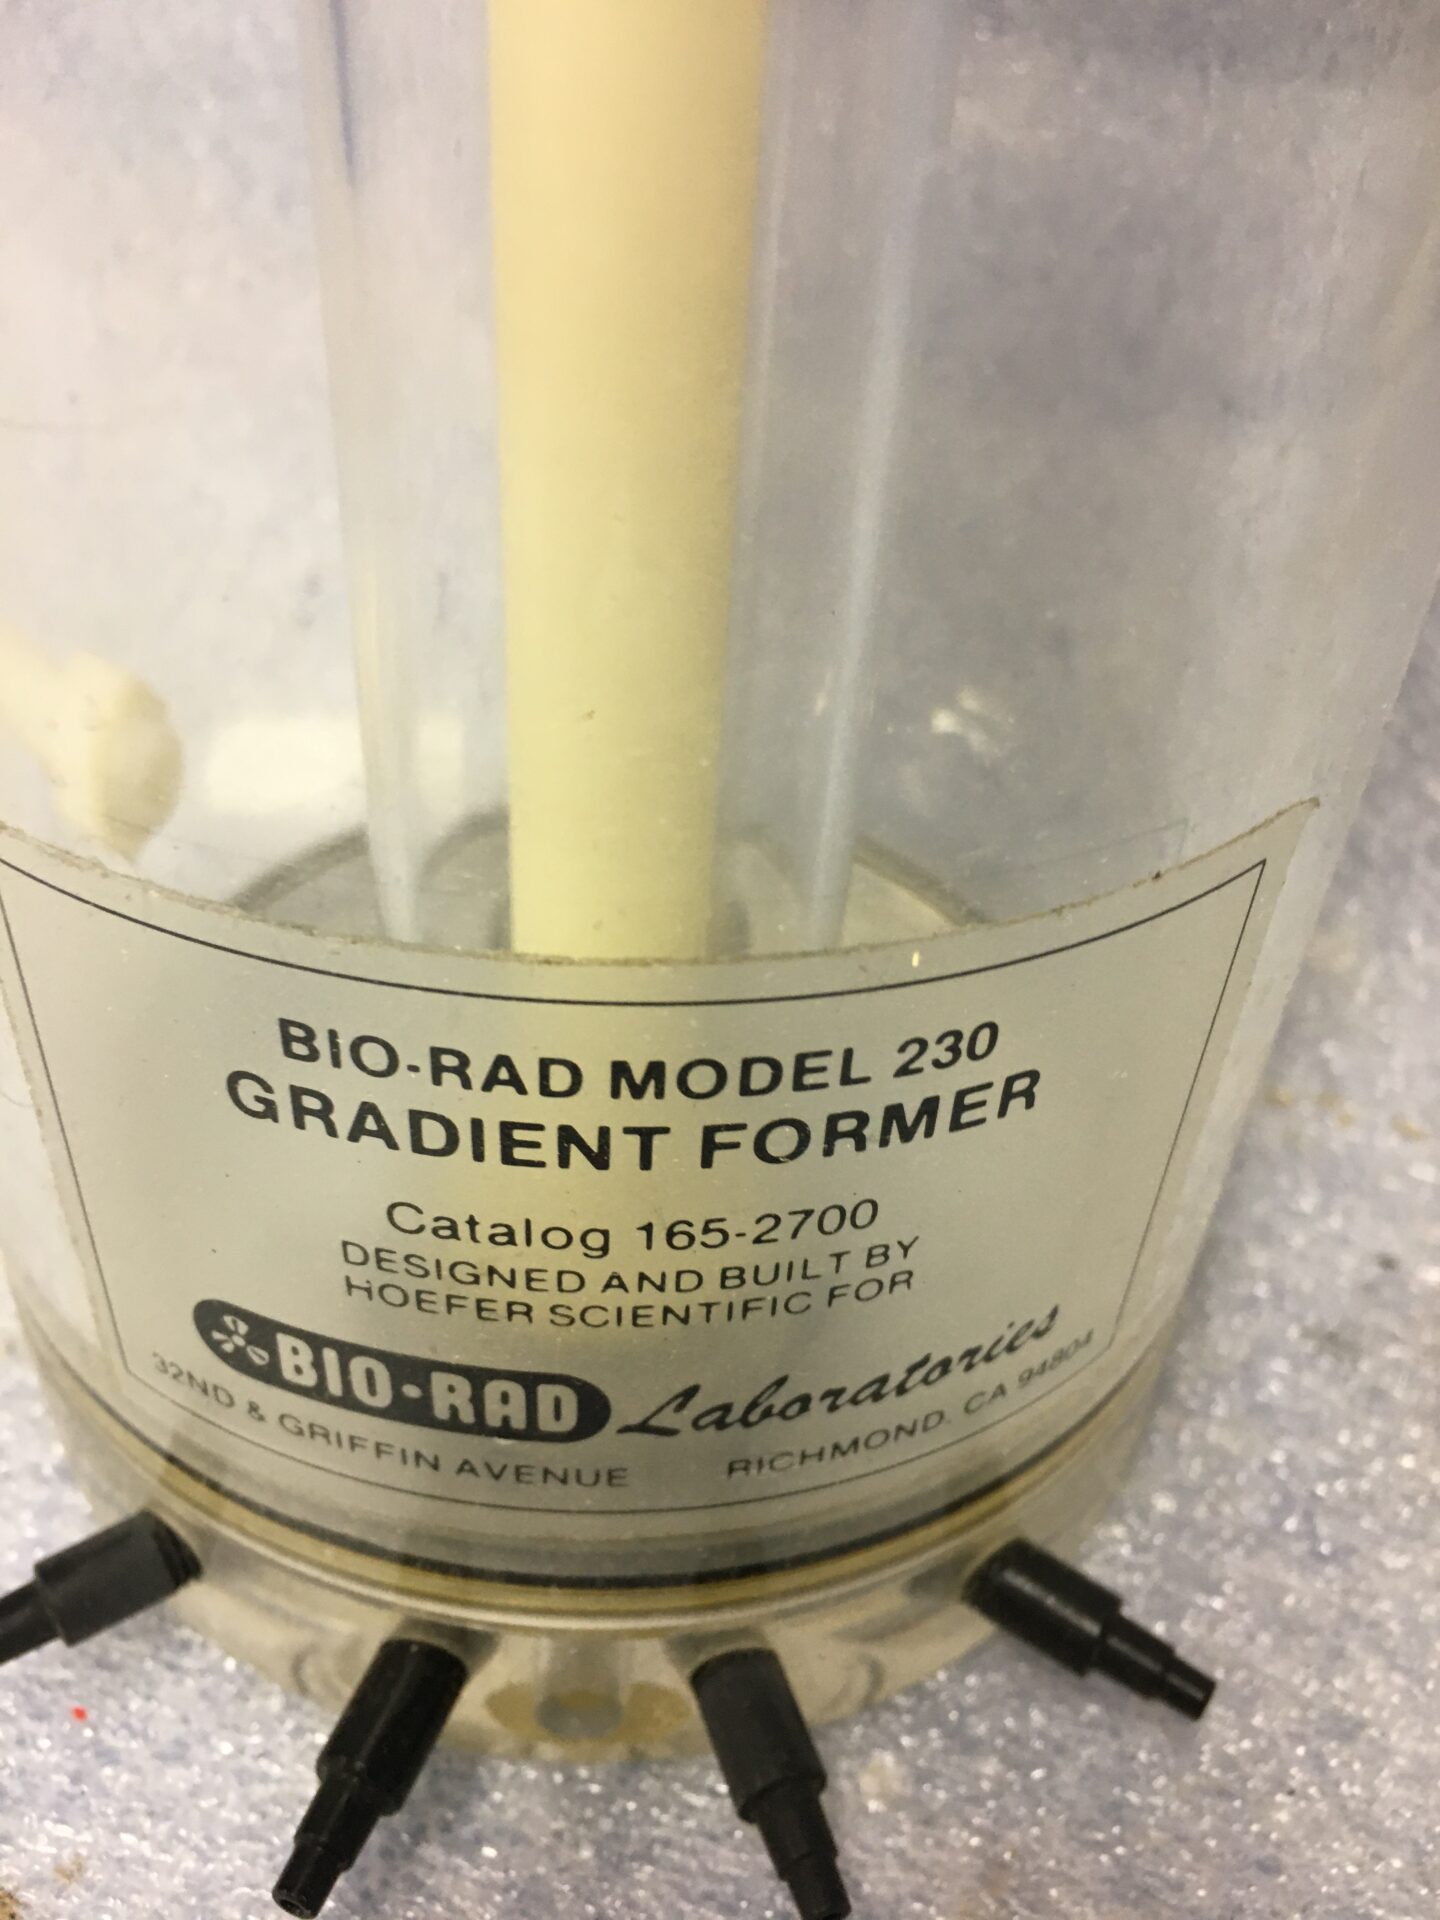 BIO-RAD MODEL 230
GRADIENT FORMER
Catalog 165-2700
DESIGNED AND BUILT BY
HOEFER SCIENTIFIC FOR
BIO·RAD Laboratories
32ND & GRIFFIN AVENUE RICHMOND, CA 94804